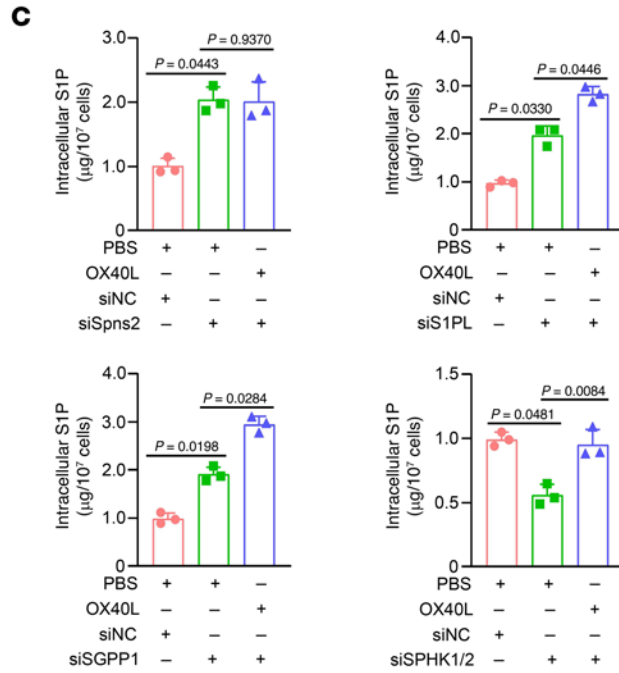 c
Intracellular S1P
(µg/10⁷ cells)
3.0
2.0
1.0
0
P = 0.9370
P = 0.0443
PBS + + –
OX40L – – +
siNC + – –
siSpns2 – + +
Intracellular S1P
(µg/10⁷ cells)
4.0
3.0
2.0
1.0
0
P = 0.0446
P = 0.0330
PBS + + –
OX40L – – +
siNC + – –
siS1PL – + +
Intracellular S1P
(µg/10⁷ cells)
4.0
3.0
2.0
1.0
0
P = 0.0284
P = 0.0198
PBS + + –
OX40L – – +
siNC + – –
siSGPP1 – + +
Intracellular S1P
(µg/10⁷ cells)
1.5
1.0
0.5
0
P = 0.0084
P = 0.0481
PBS + + –
OX40L – – +
siNC + – –
siSPHK1/2 – + +